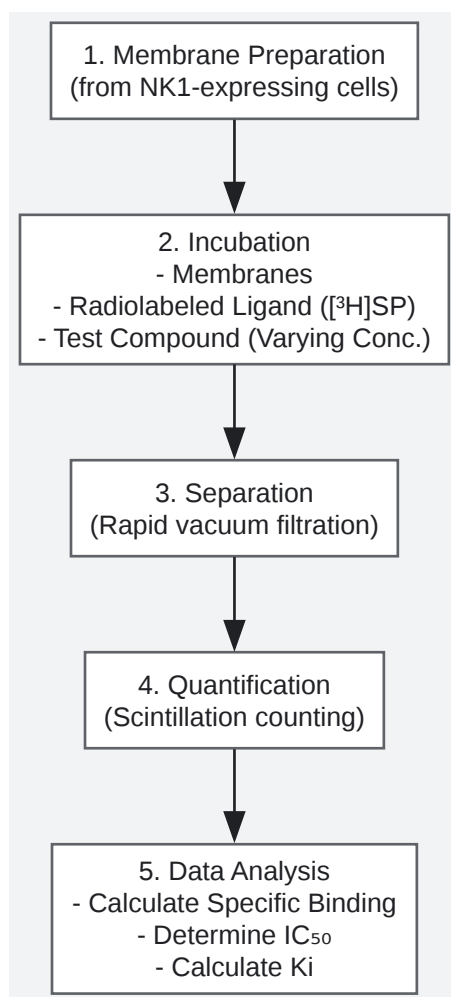 1. Membrane Preparation
(from NK1-expressing cells)
2. Incubation
- Membranes
- Radiolabeled Ligand ([³H]SP)
- Test Compound (Varying Conc.)
3. Separation
(Rapid vacuum filtration)
4. Quantification
(Scintillation counting)
5. Data Analysis
- Calculate Specific Binding
- Determine IC₅₀
- Calculate Ki